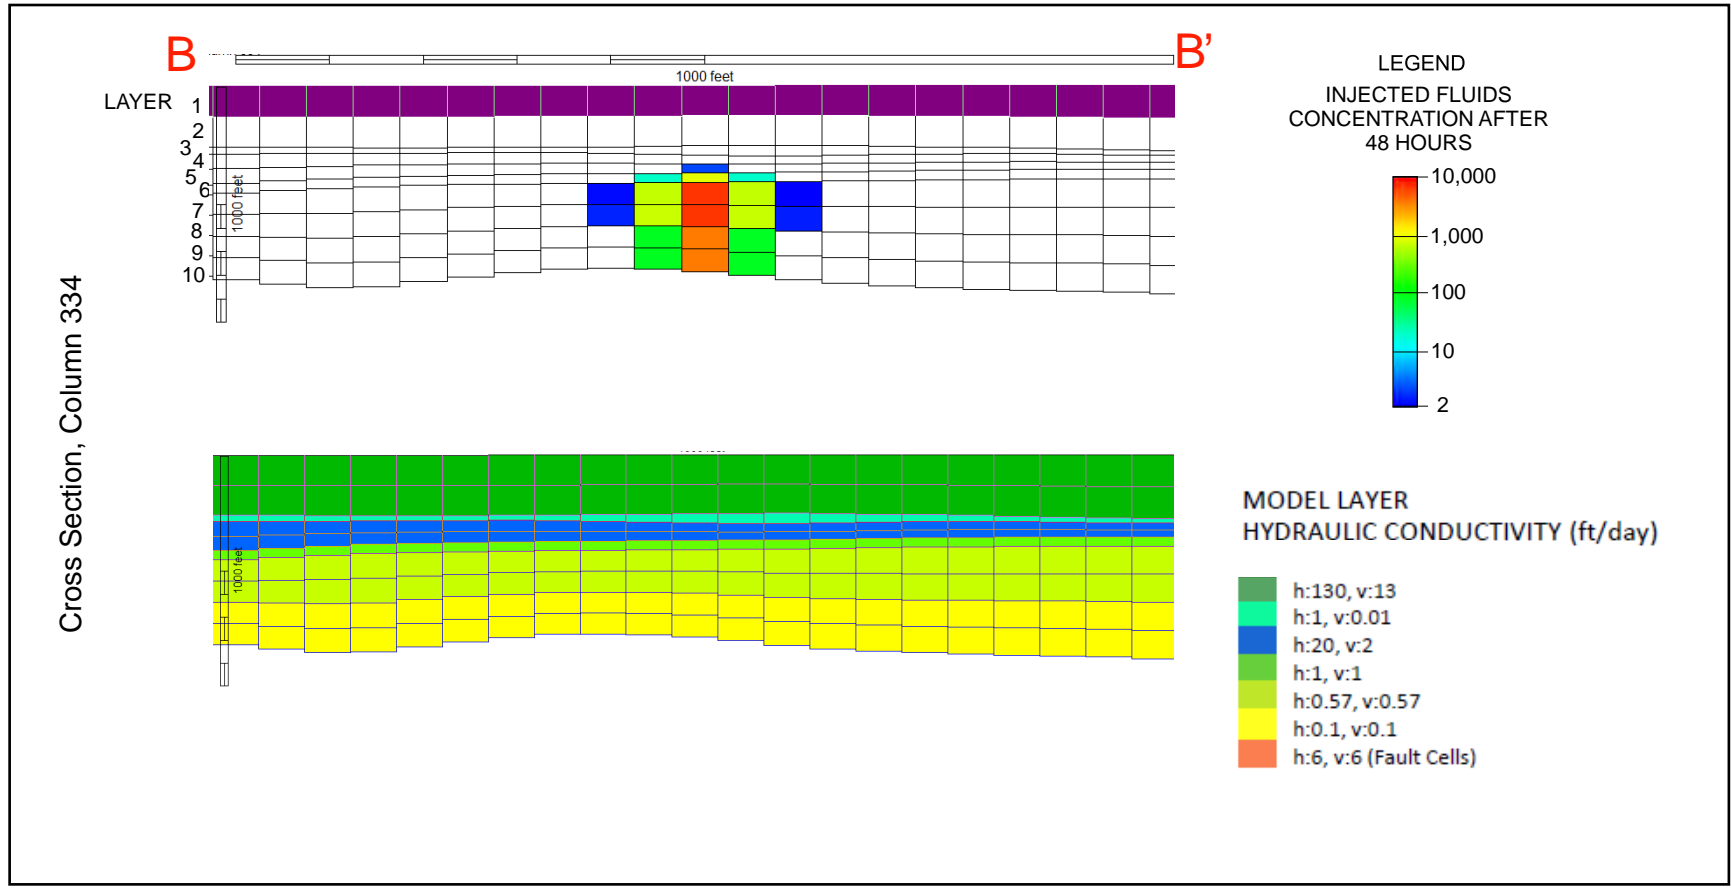 B
B’
1000 feet
LAYER 1
2
3
4
5
6
7
8
9
10
1000 feet
Cross Section, Column 334
LEGEND
INJECTED FLUIDS
CONCENTRATION AFTER
48 HOURS
10,000
1,000
100
10
2
1000 feet
MODEL LAYER
HYDRAULIC CONDUCTIVITY (ft/day)
h:130, v:13
h:1, v:0.01
h:20, v:2
h:1, v:1
h:0.57, v:0.57
h:0.1, v:0.1
h:6, v:6 (Fault Cells)